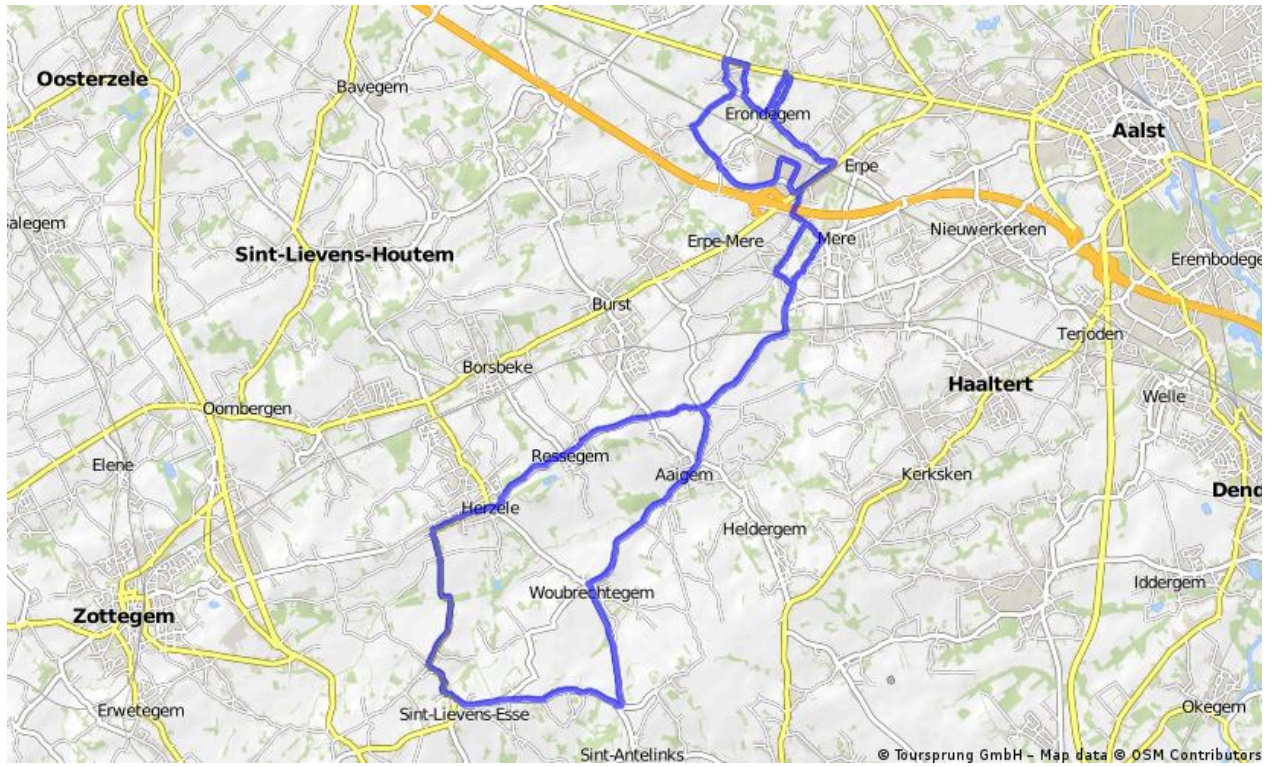 Oosterzele
Bavegem
Erondegem
Aalst
Erpe
alegem
Sint-Lievens-Houtem
Erpe-Mere
Mere
Nieuwerkerken
Erembodege
Burst
Terjoden
Borsbeke
Haaltert
Oombergen
Welle
Elene
Ressegem
Aaigem
Kerksken
Dend
Herzele
Heldergem
Woubrechtegem
Iddergem
Zottegem
Erwetegem
Sint-Lievens-Esse
Okegem
Sint-Antelinks
© Toursprung GmbH – Map data © OSM Contributors